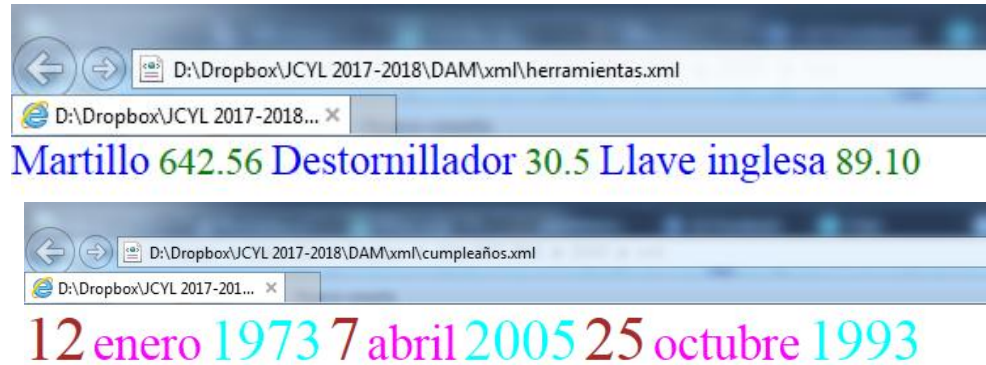 D:\Dropbox\JCYL 2017-2018\DAM\xml\herramientas.xml
D:\Dropbox\JCYL 2017-2018...
Martillo 642.56 Destornillador 30.5 Llave inglesa 89.10
D:\Dropbox\JCYL 2017-2018\DAM\xml\cumpleaños.xml
D:\Dropbox\JCYL 2017-201...
12 enero 1973 7 abril 2005 25 octubre 1993